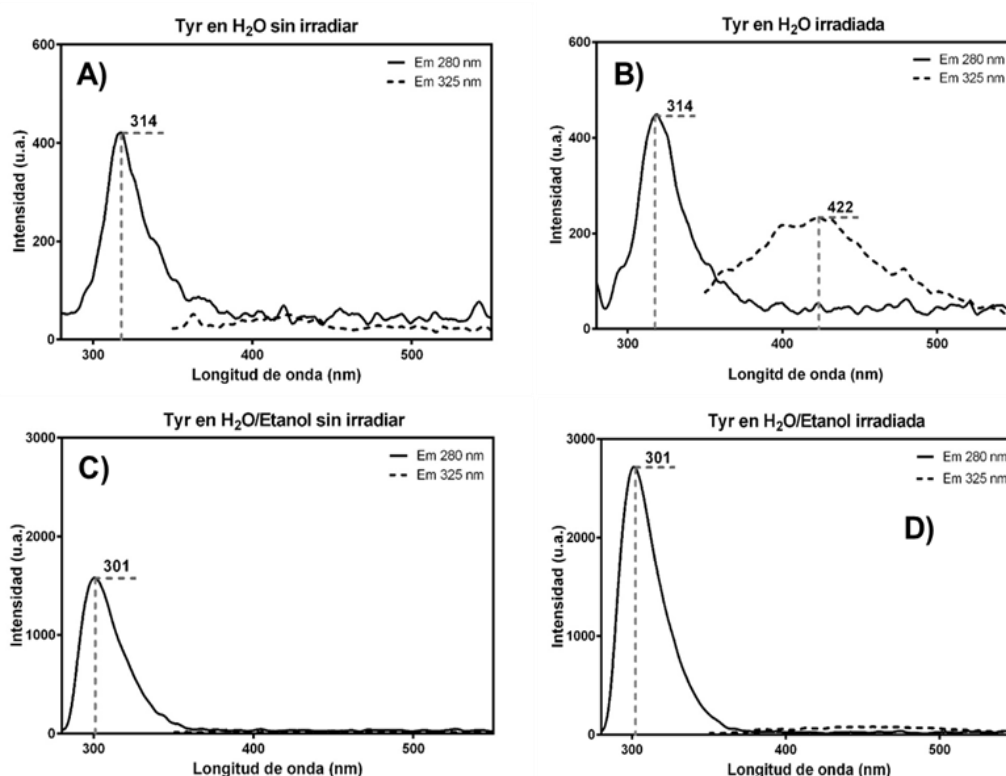 Tyr en H₂O sin irradiar
A)
Em 280 nm
Em 325 nm
314
600
400
200
0
300
400
500
Intensidad (u.a.)
Longitud de onda (nm)
Tyr en H₂O irradiada
B)
Em 280 nm
Em 325 nm
314
422
600
400
200
0
300
400
500
Intensidad (u.a.)
Longitd de onda (nm)
Tyr en H₂O/Etanol sin irradiar
C)
Em 280 nm
Em 325 nm
301
3000
2000
1000
0
300
400
500
Intensidad (u.a.)
Longitud de onda (nm)
Tyr en H₂O/Etanol irradiada
D)
Em 280 nm
Em 325 nm
301
3000
2000
1000
0
300
400
500
Intensidad (u.a.)
Longitud de onda (nm)